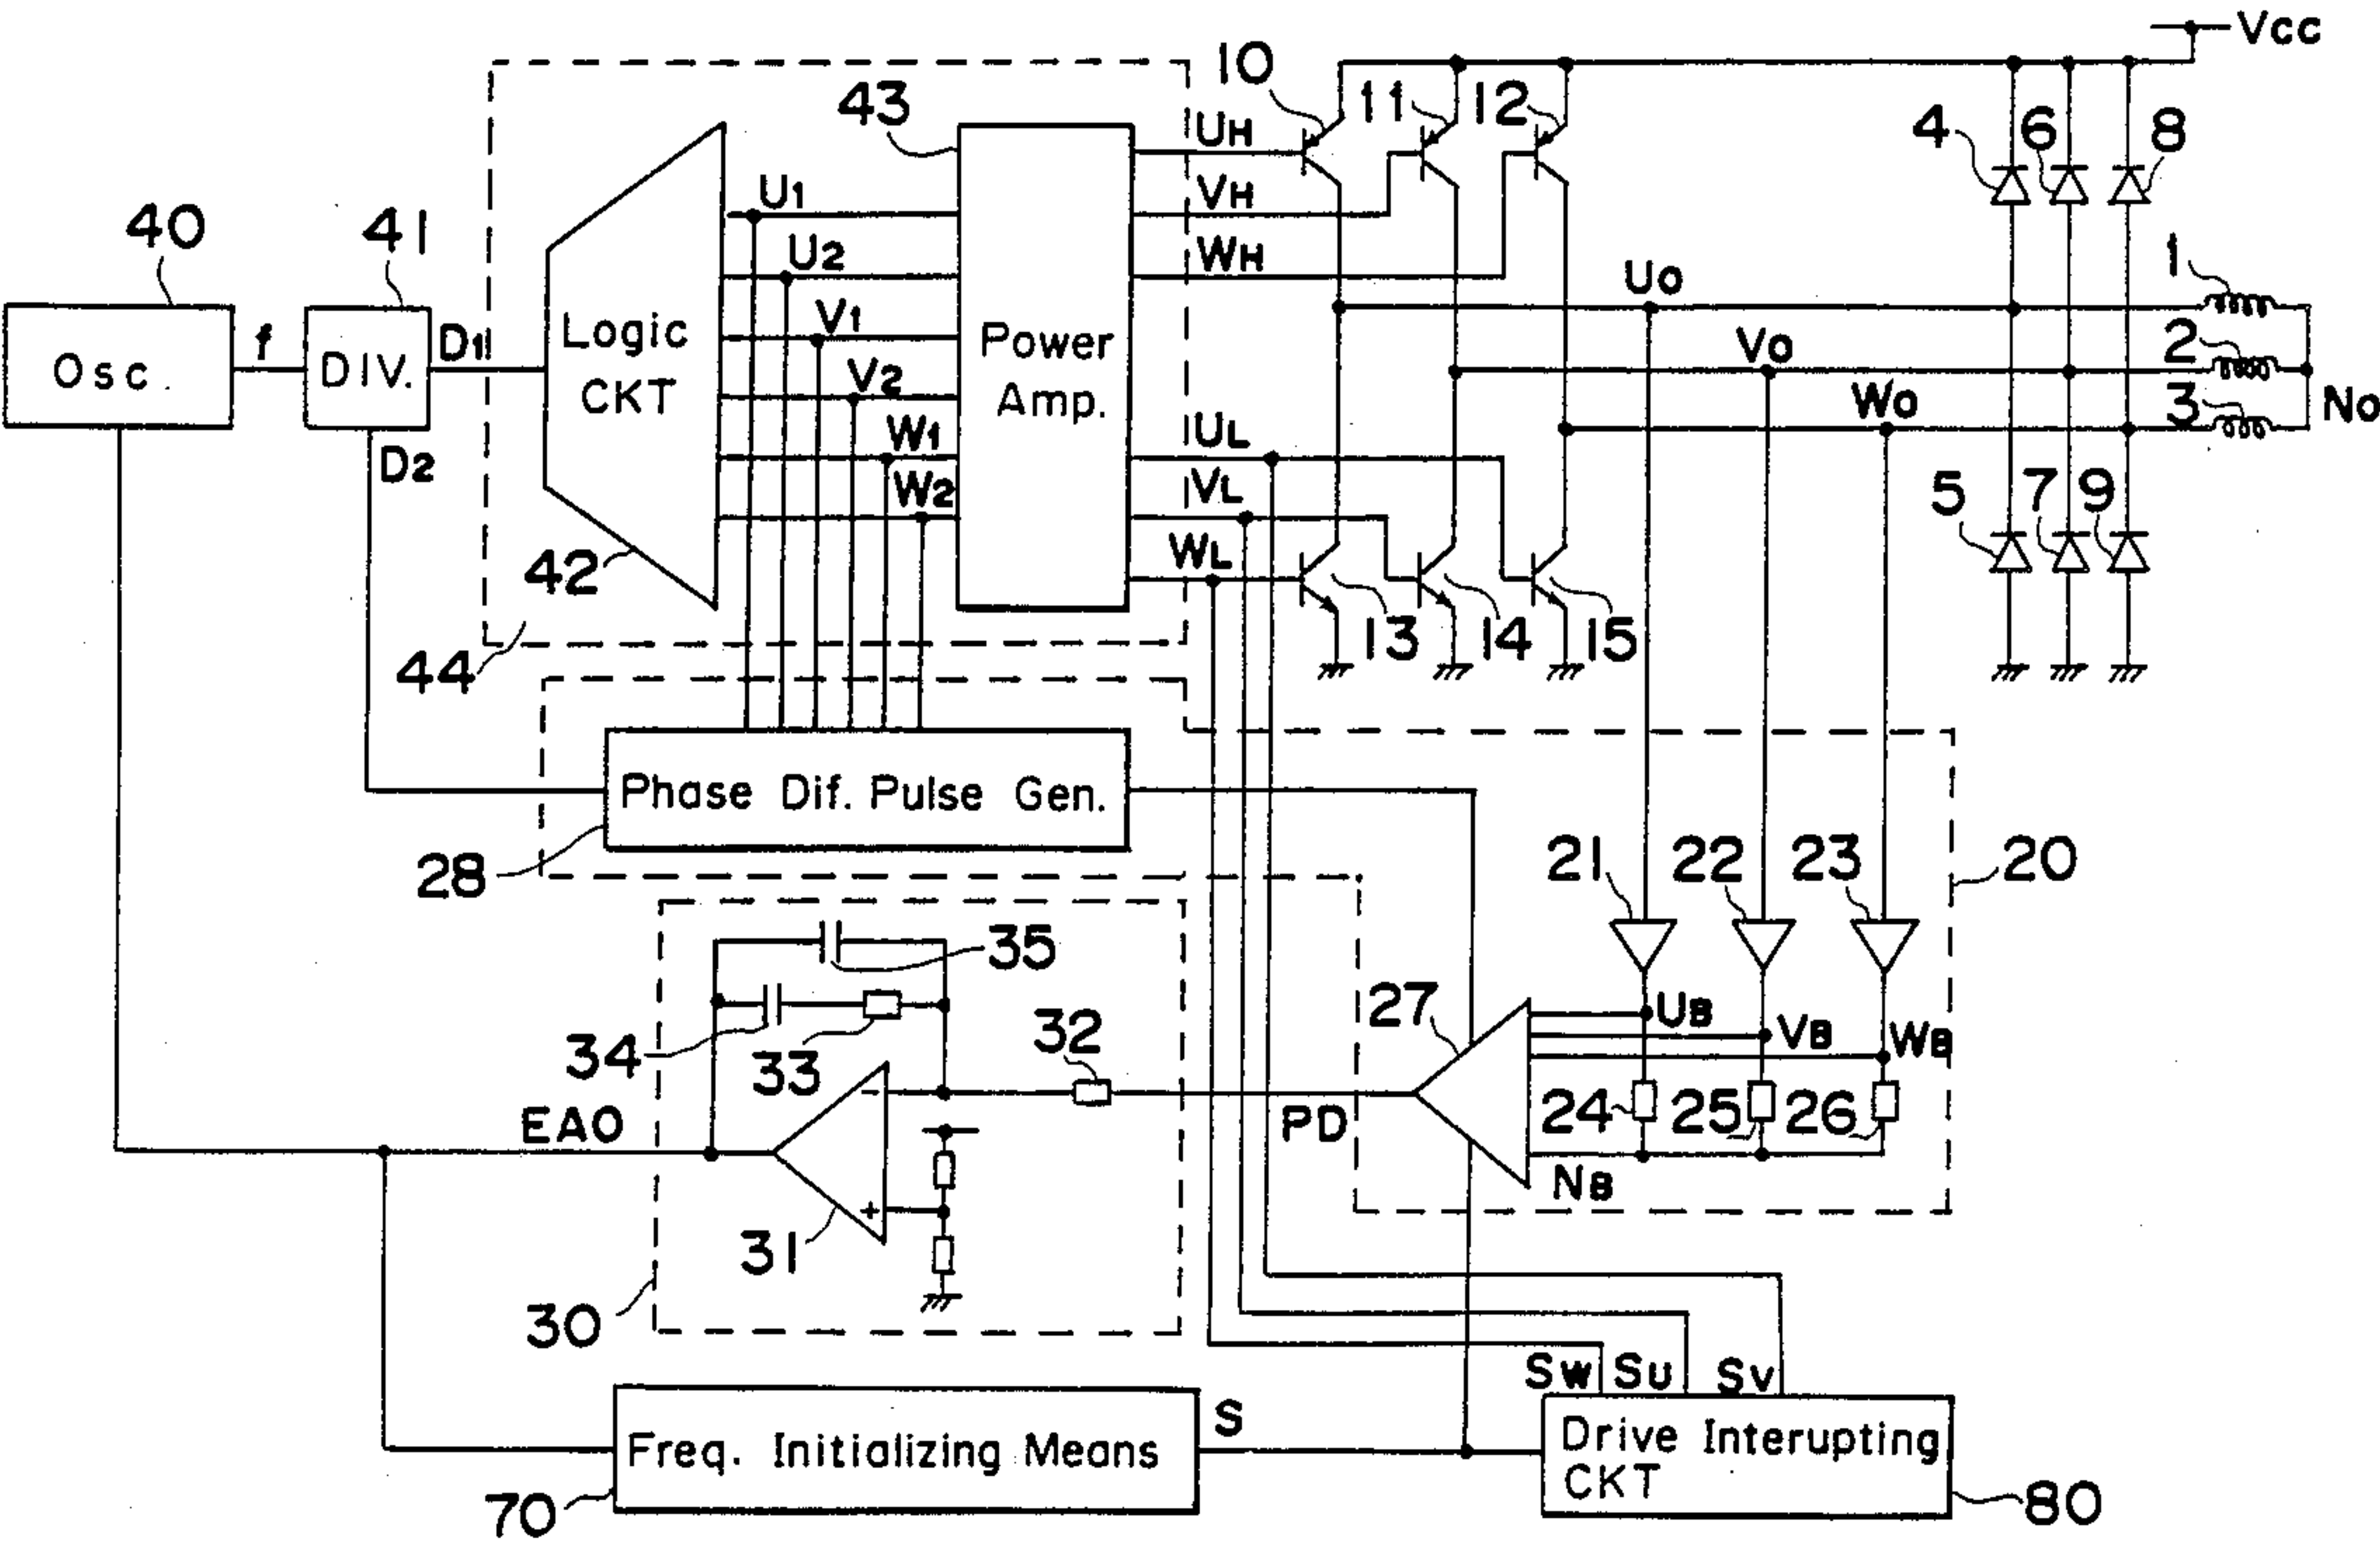 Vcc
10
11
12
43
UH
4
6
8
U1
VH
40
41
U2
WH
U0
1
V1
f
D1
Logic
CKT
Power
Amp.
V0
2
Osc.
DIV.
V2
W0
3
N0
W1
UL
D2
W2
VL
5
7
9
WL
42
13
14
15
44
Phase Dif. Pulse Gen.
28
21
22
23
20
35
27
UB
VB
WB
34
33
32
24
25
26
EAO
PD
-
+
NB
31
30
Sw
Su
Sv
Freq. Initializing Means
S
Drive Interupting
CKT
70
80